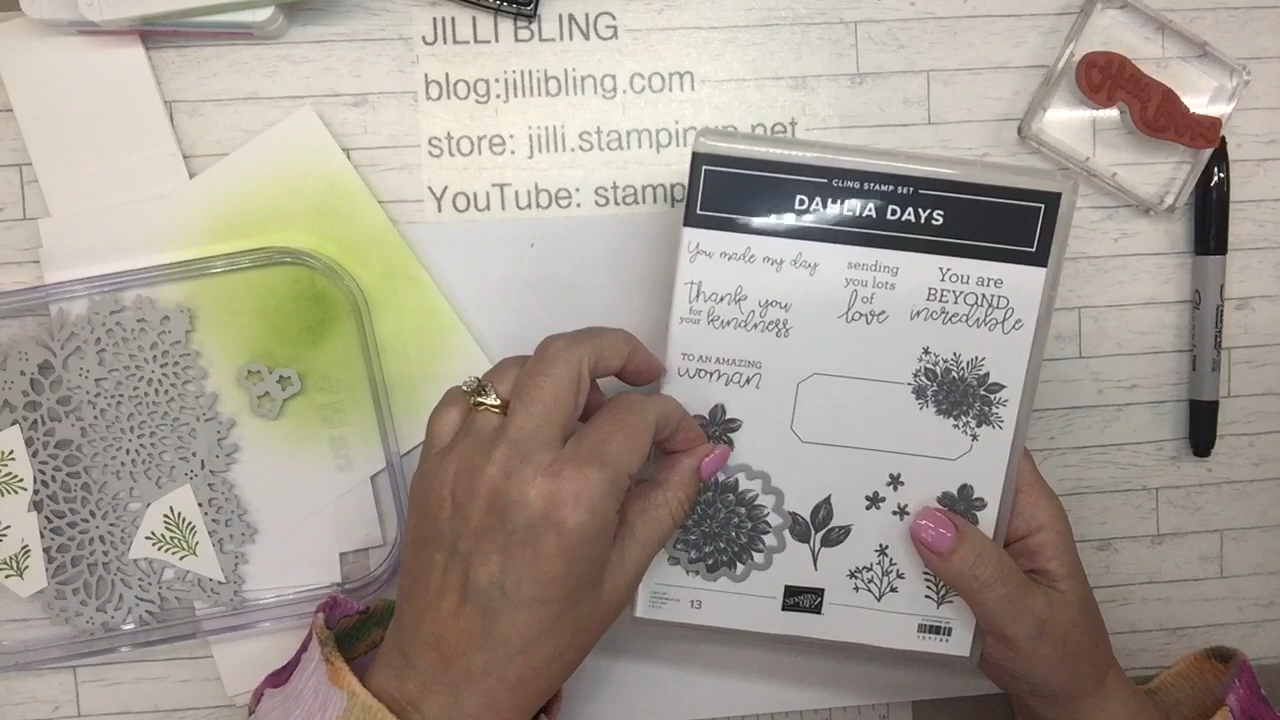 JILLI BLING
blog:jillibling.com
store: jilli.stampinup.net
YouTube: stamp
CLING STAMP SET
DAHLIA DAYS
You made my day
sending
you lots
of
love
You are
BEYOND
incredible
thank you
for
your kindness
TO AN AMAZING
woman
13
STAMPIN' UP!